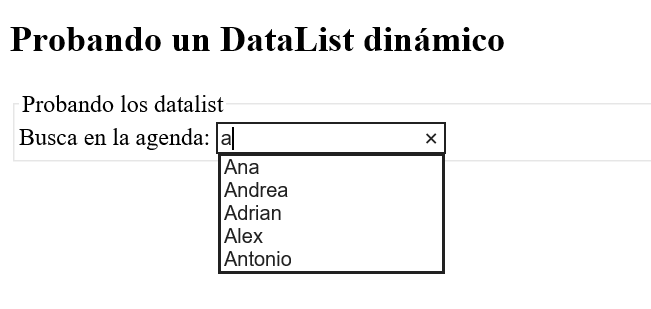 Probando un DataList dinámico
Probando los datalist
Busca en la agenda: a ×
Ana
Andrea
Adrian
Alex
Antonio